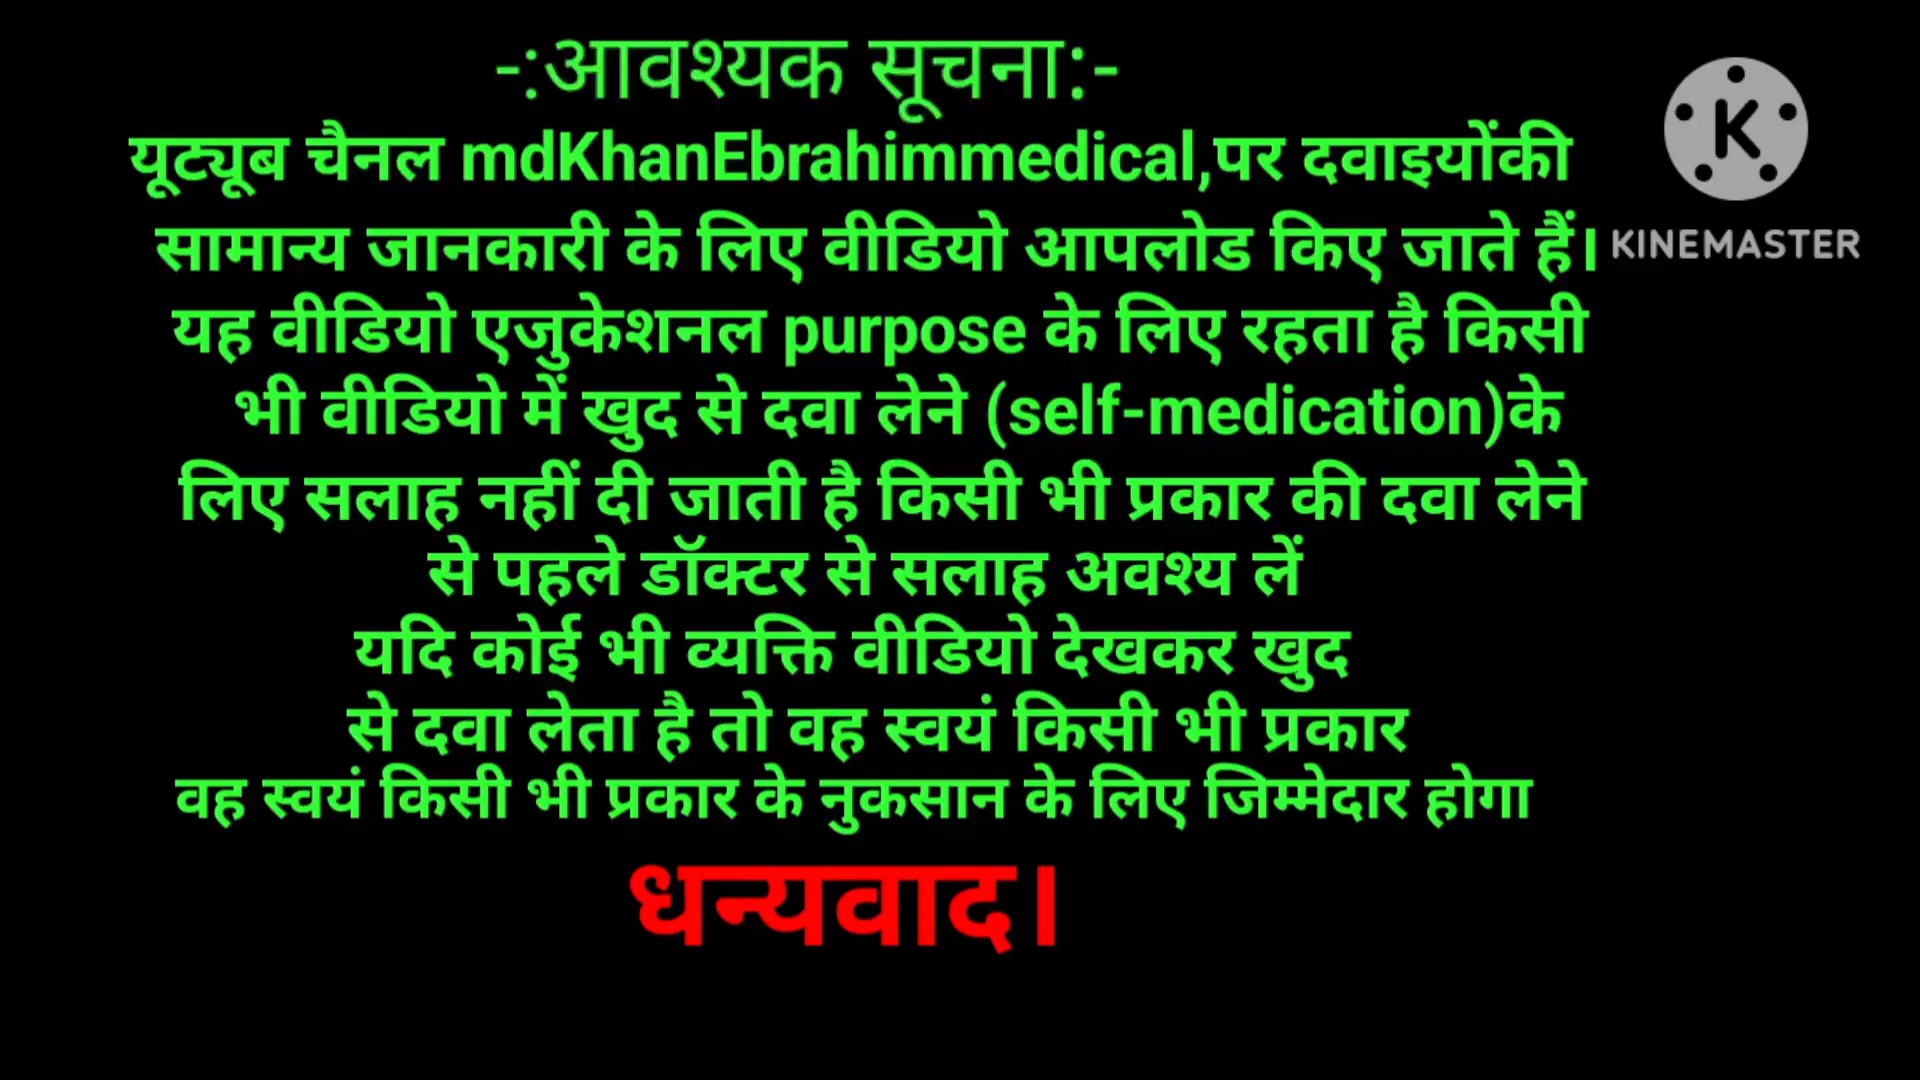 -:आवश्यक सूचना:-
यूट्यूब चैनल mdKhanEbrahimmedical,पर दवाइयोंकी
सामान्य जानकारी के लिए वीडियो आपलोड किए जाते हैं।
यह वीडियो एजुकेशनल purpose के लिए रहता है किसी
भी वीडियो में खुद से दवा लेने (self-medication)के
लिए सलाह नहीं दी जाती है किसी भी प्रकार की दवा लेने
से पहले डॉक्टर से सलाह अवश्य लें
यदि कोई भी व्यक्ति वीडियो देखकर खुद
से दवा लेता है तो वह स्वयं किसी भी प्रकार
वह स्वयं किसी भी प्रकार के नुकसान के लिए जिम्मेदार होगा
धन्यवाद।
K
KINEMASTER